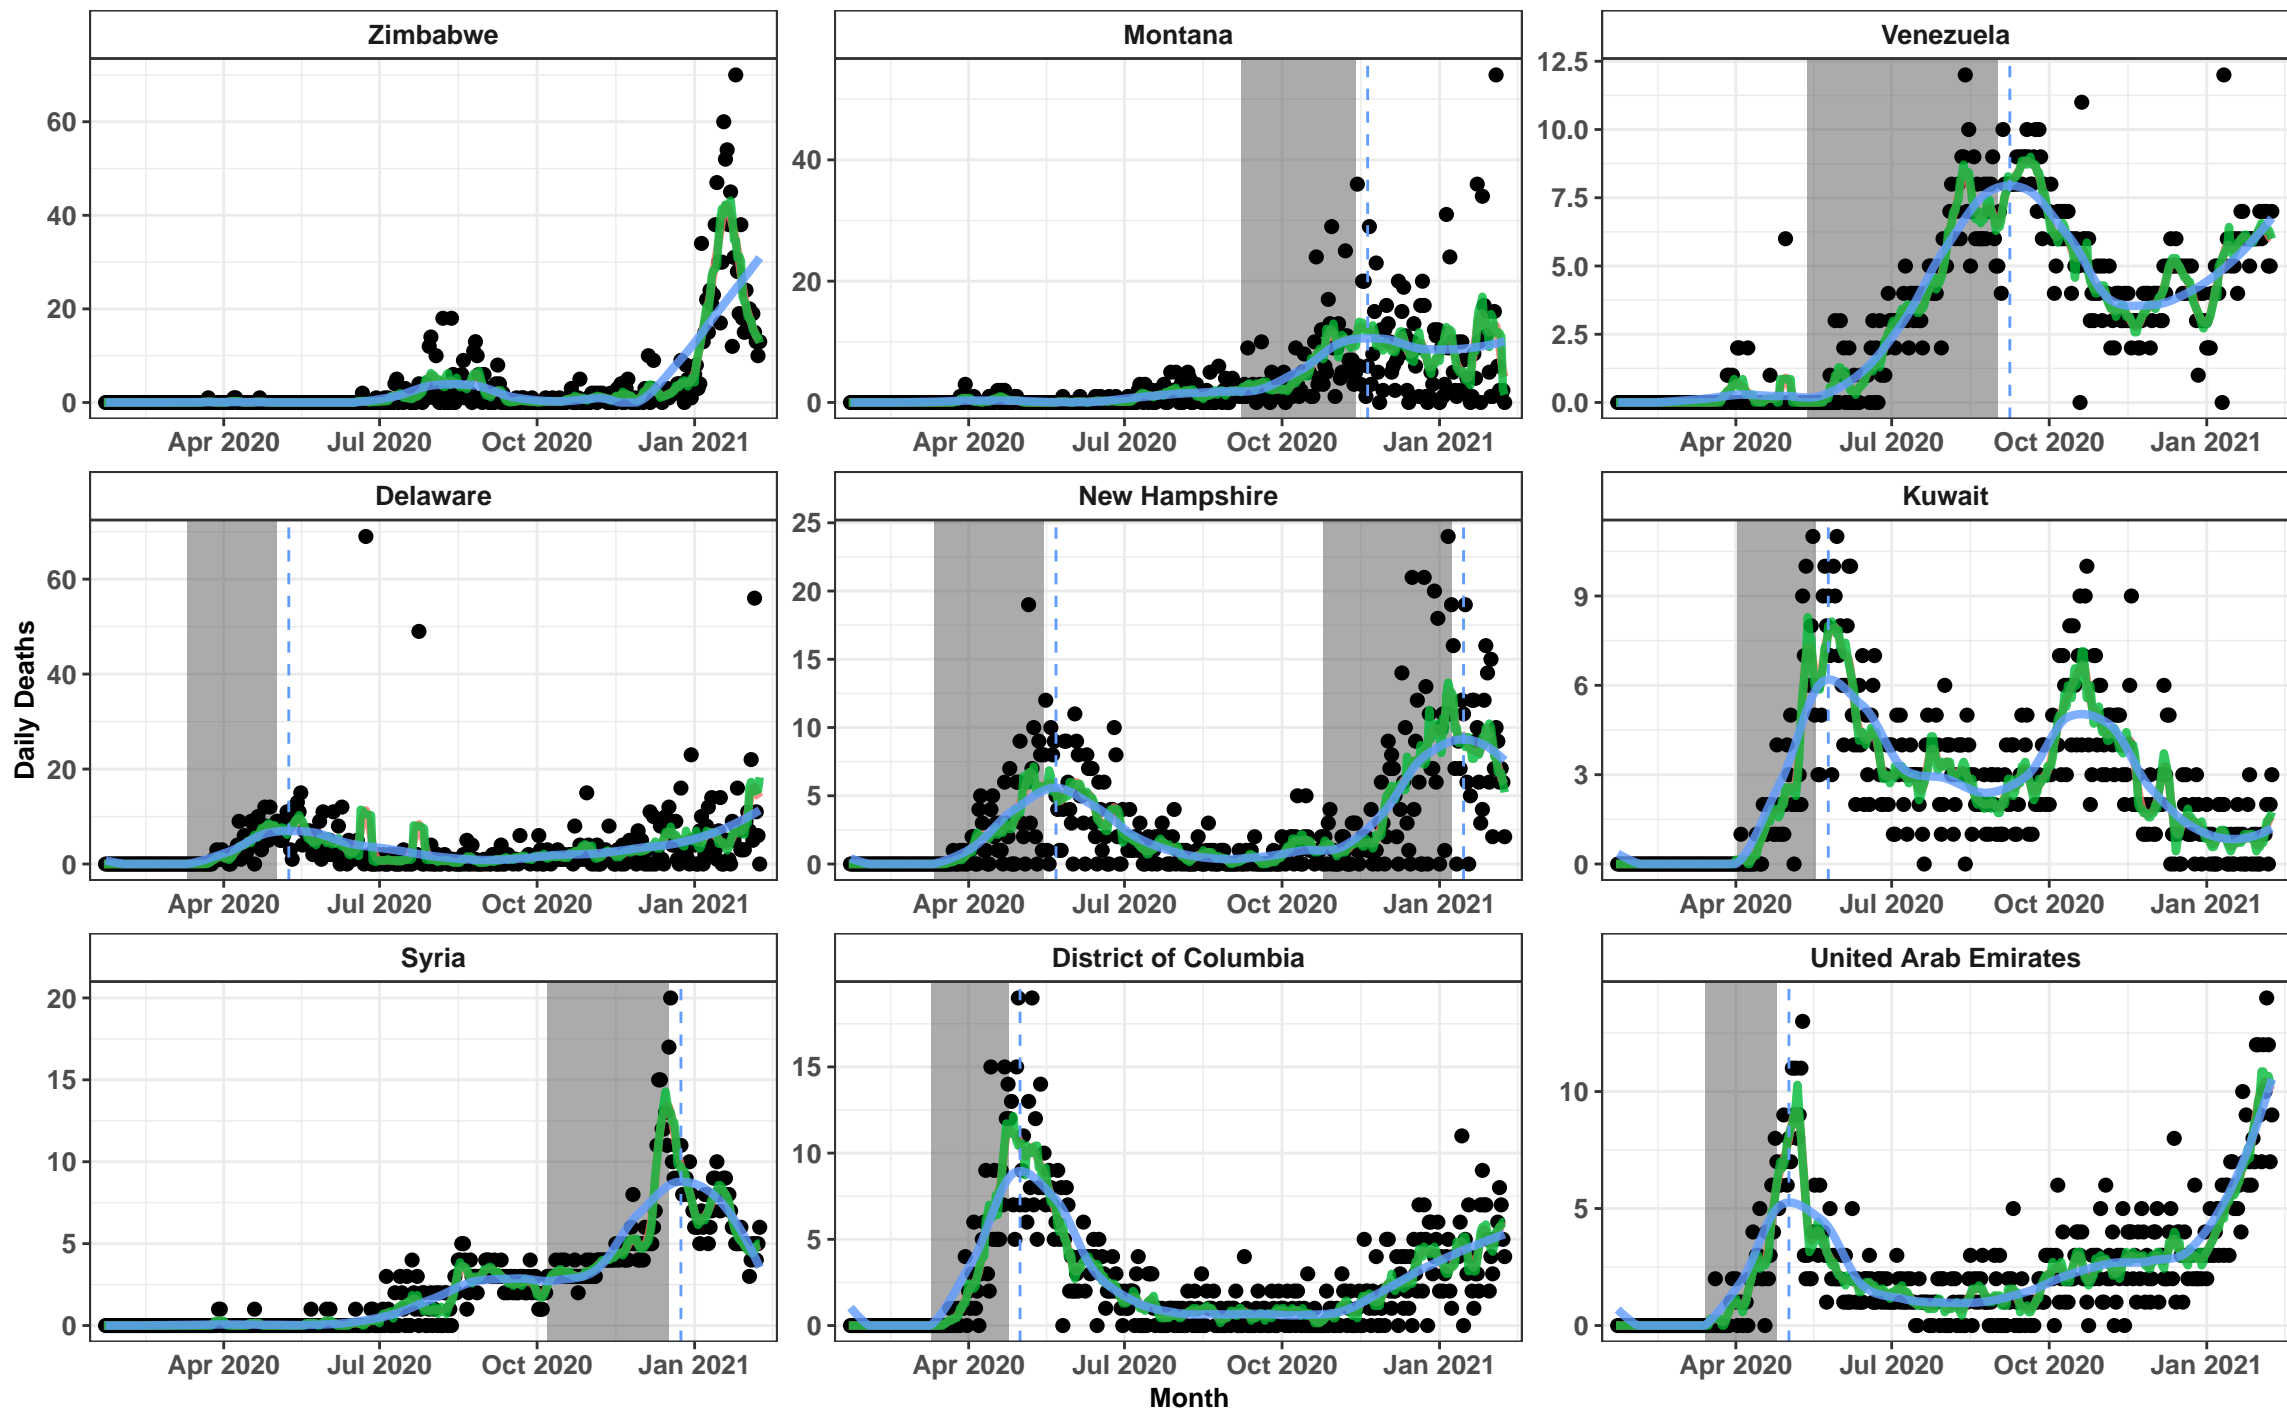 Zimbabwe
Montana
Venezuela
60
40
20
0
40
20
0
12.5
10.0
7.5
5.0
2.5
0.0
Apr 2020 Jul 2020 Oct 2020 Jan 2021
Apr 2020 Jul 2020 Oct 2020 Jan 2021
Apr 2020 Jul 2020 Oct 2020 Jan 2021
Delaware
New Hampshire
Kuwait
Daily Deaths
60
40
20
0
25
20
15
10
5
0
9
6
3
0
Apr 2020 Jul 2020 Oct 2020 Jan 2021
Apr 2020 Jul 2020 Oct 2020 Jan 2021
Apr 2020 Jul 2020 Oct 2020 Jan 2021
Syria
District of Columbia
United Arab Emirates
20
15
10
5
0
15
10
5
0
10
5
0
Apr 2020 Jul 2020 Oct 2020 Jan 2021
Apr 2020 Jul 2020 Oct 2020 Jan 2021
Apr 2020 Jul 2020 Oct 2020 Jan 2021
Month